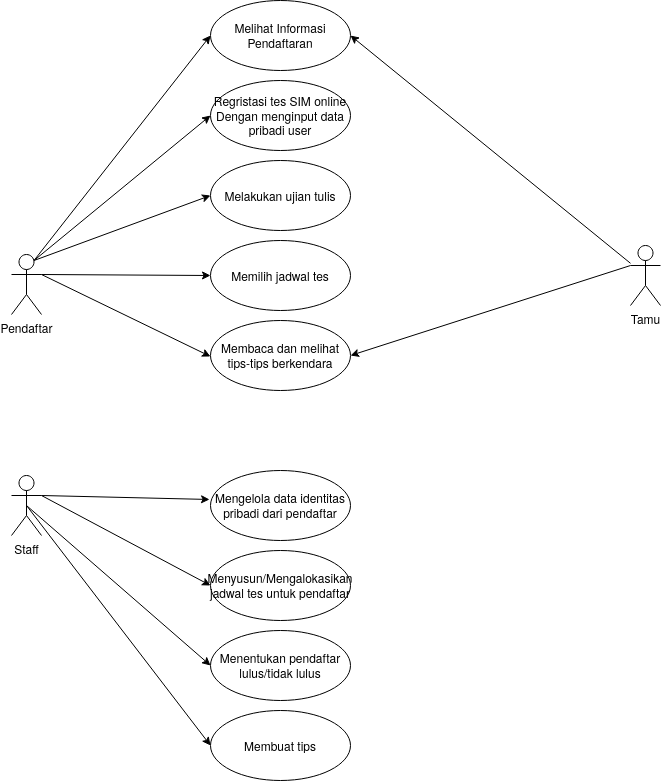 Melihat Informasi
Pendaftaran
Regristasi tes SIM online
Dengan menginput data
pribadi user
Melakukan ujian tulis
Memilih jadwal tes
Pendaftar
Tamu
Membaca dan melihat
tips-tips berkendara
Mengelola data identitas
pribadi dari pendaftar
Staff
Menyusun/Mengalokasikan
jadwal tes untuk pendaftar
Menentukan pendaftar
lulus/tidak lulus
Membuat tips